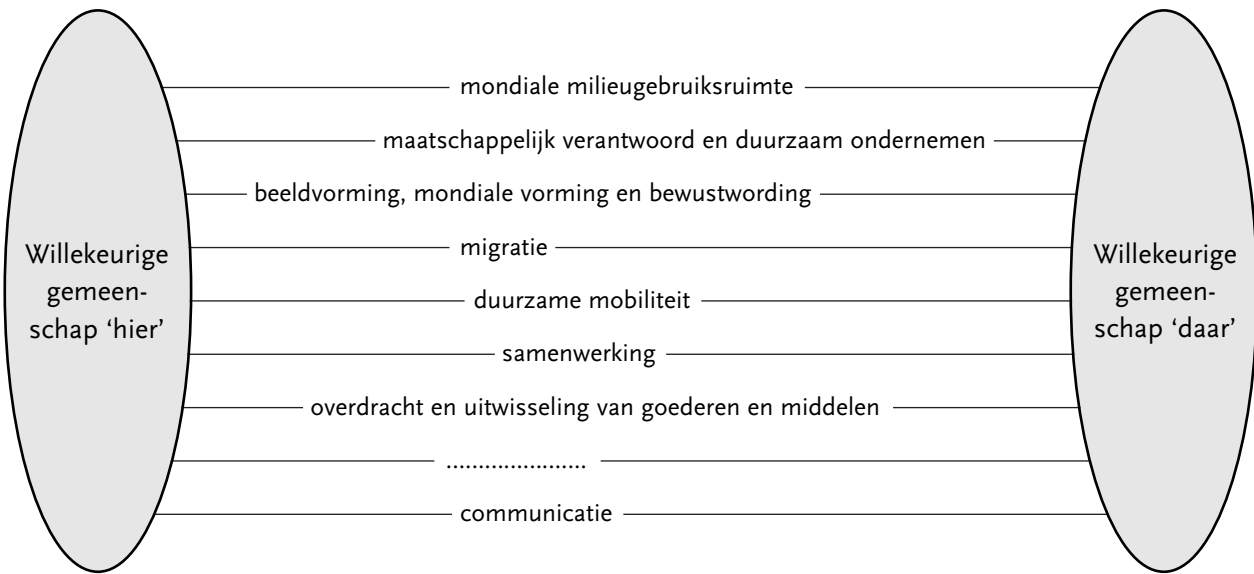 mondiale milieugebruiksruimte
maatschappelijk verantwoord en duurzaam ondernemen
beeldvorming, mondiale vorming en bewustwording
Willekeurige
gemeen-
schap ‘hier’
migratie
duurzame mobiliteit
samenwerking
overdracht en uitwisseling van goederen en middelen
......................
communicatie
Willekeurige
gemeen-
schap ‘daar’